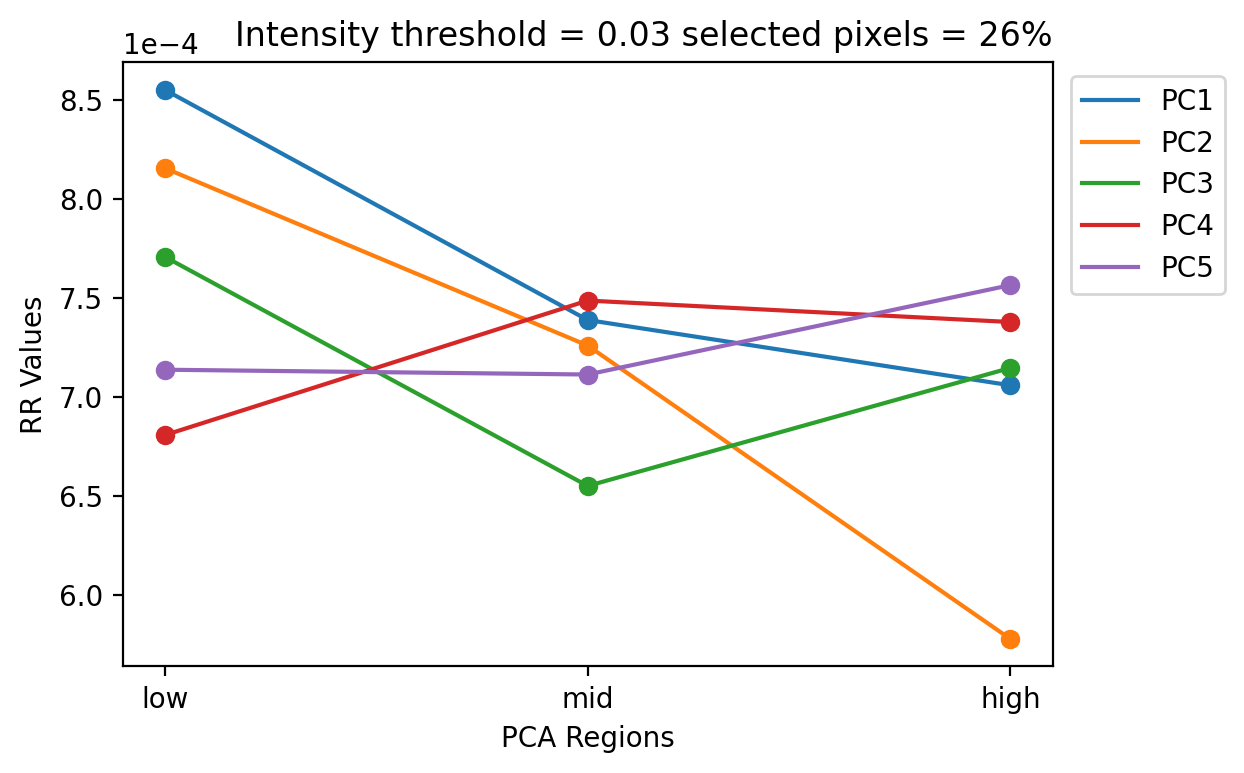 Intensity threshold = 0.03 selected pixels = 26%
1e−4
8.5
8.0
7.5
7.0
6.5
6.0
RR Values
low
mid
high
PCA Regions
PC1
PC2
PC3
PC4
PC5